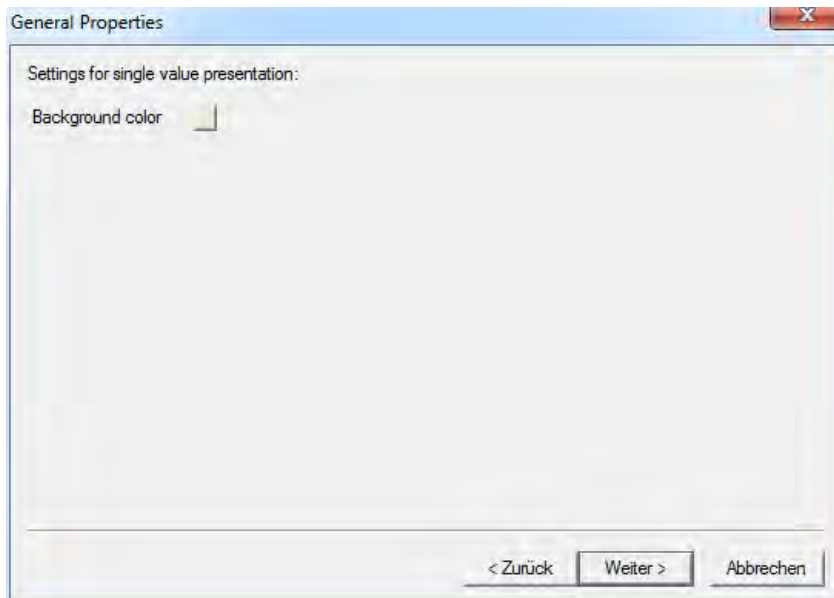 General Properties
Settings for single value presentation:
Background color
< Zurück Weiter > Abbrechen